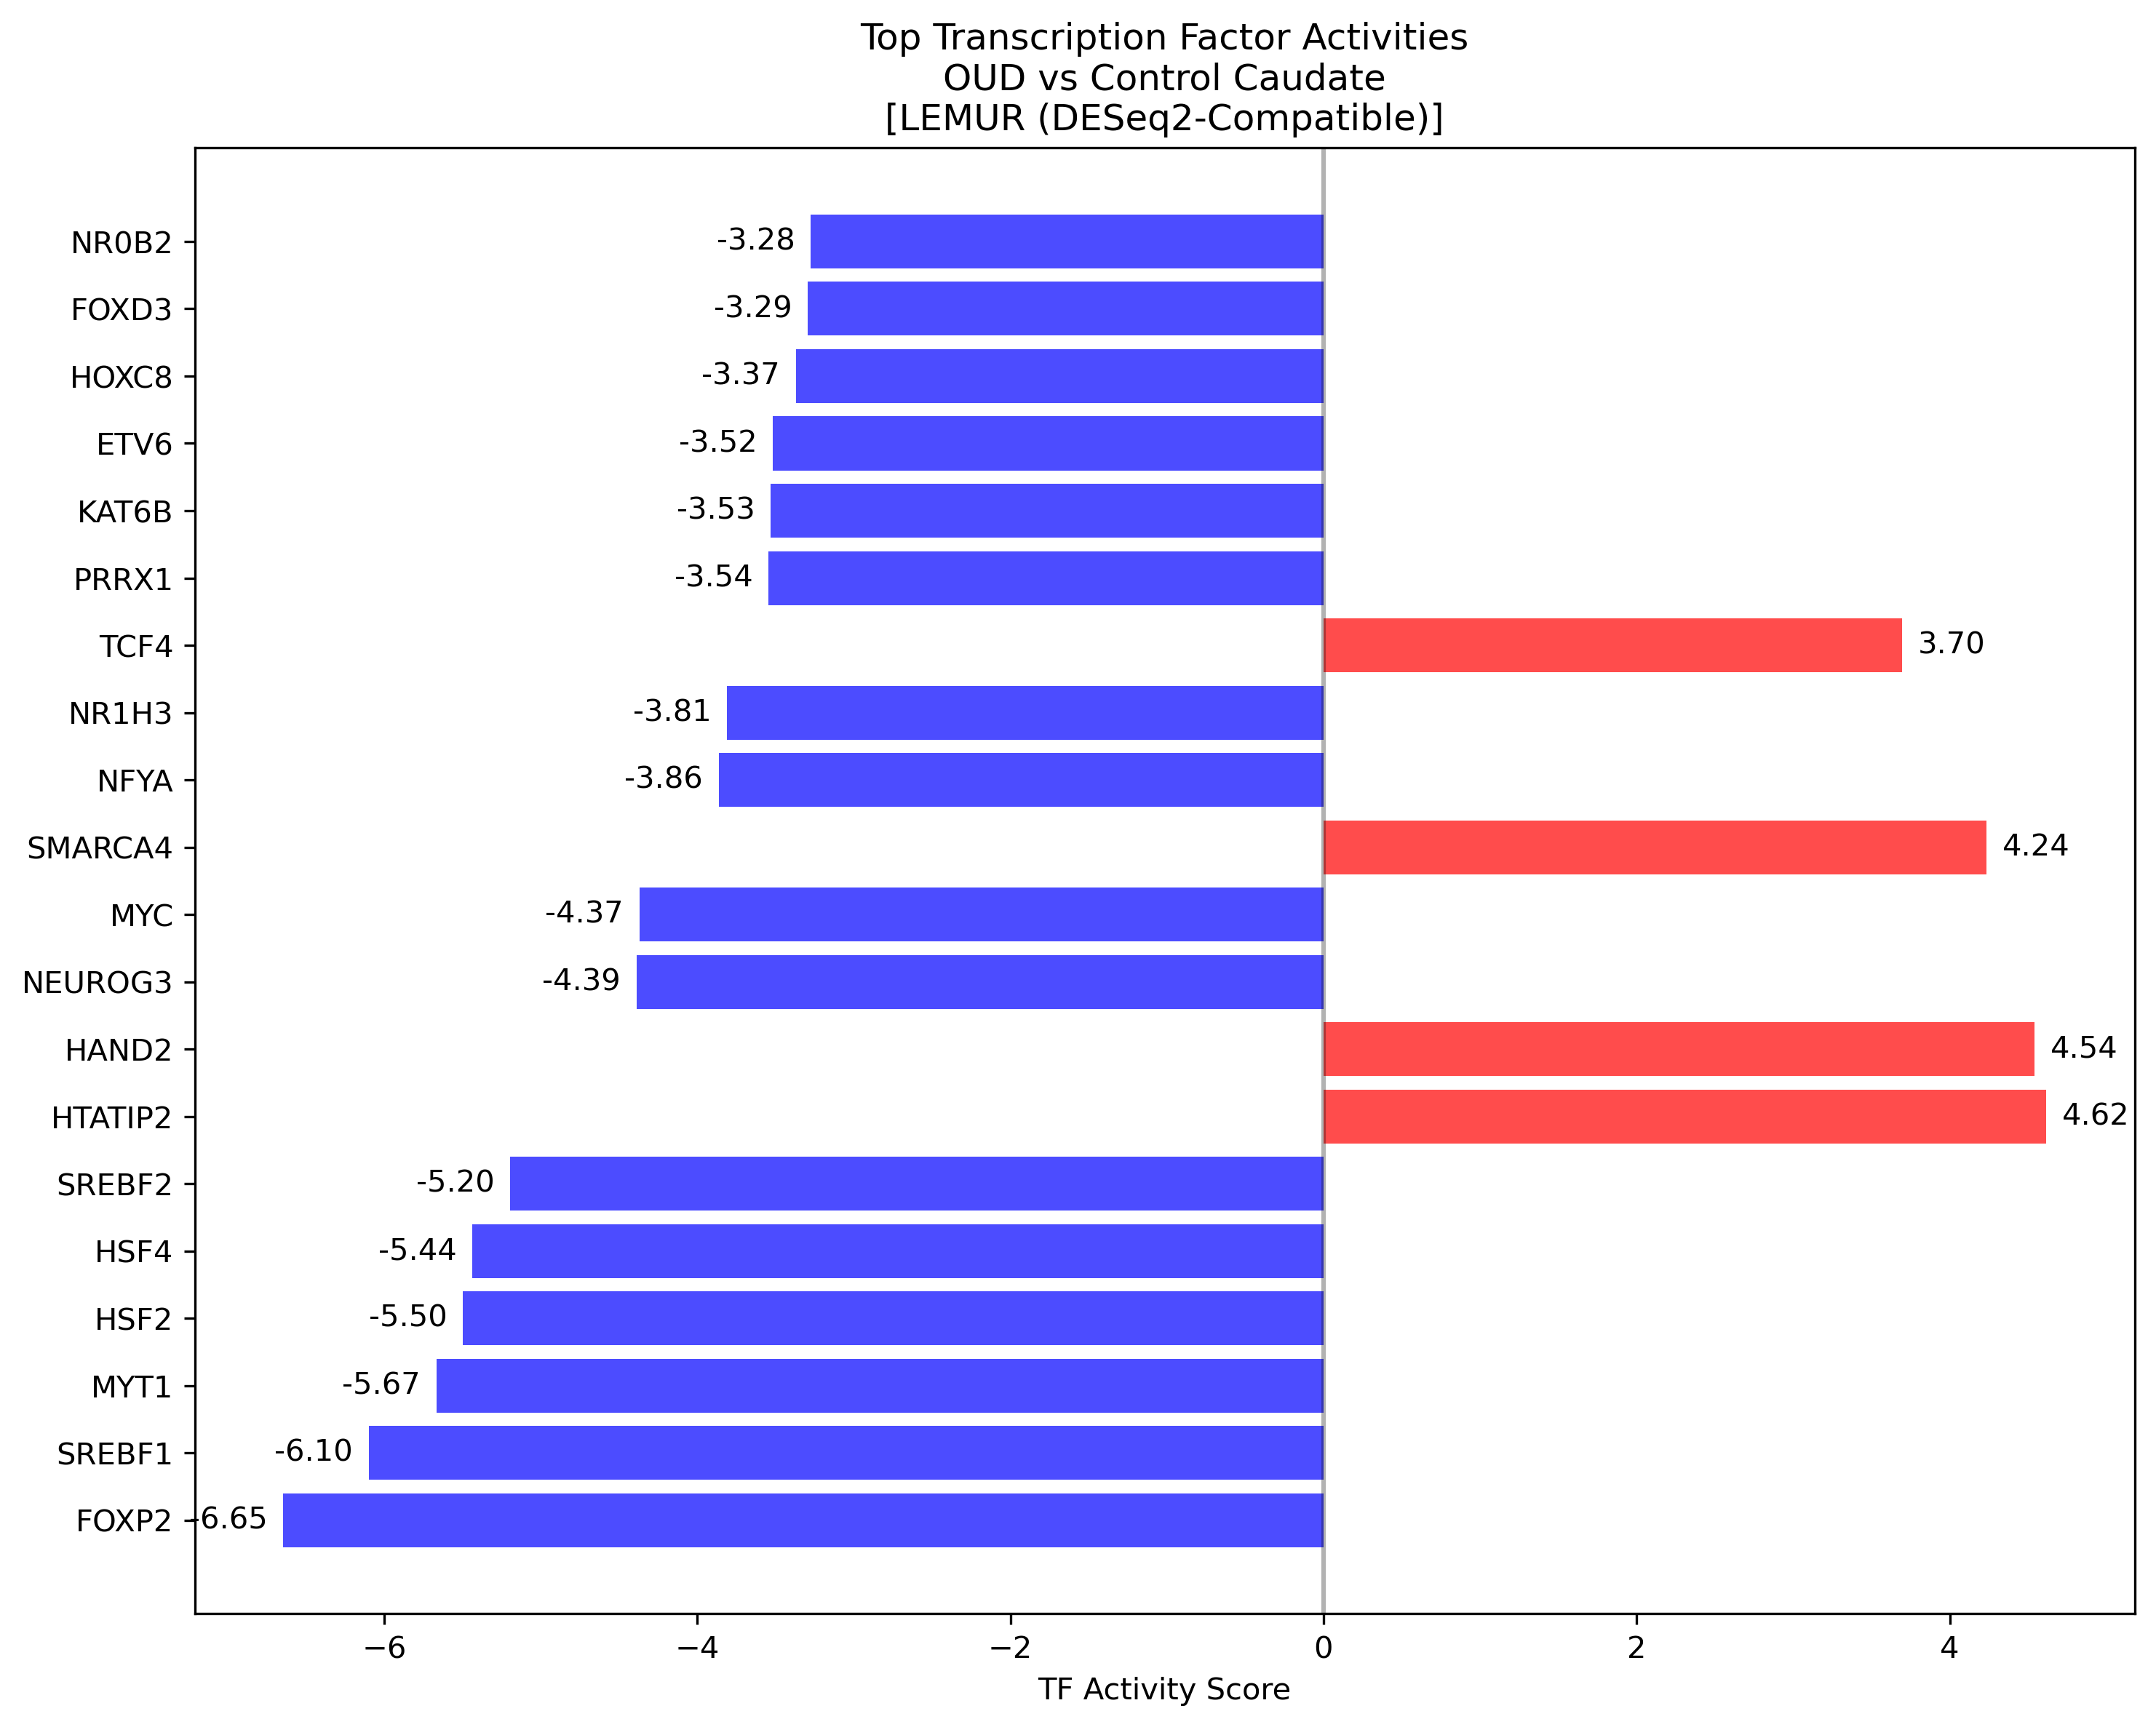 Top Transcription Factor Activities
OUD vs Control Caudate
[LEMUR (DESeq2-Compatible)]
NR0B2 -3.28
FOXD3 -3.29
HOXC8 -3.37
ETV6 -3.52
KAT6B -3.53
PRRX1 -3.54
TCF4 3.70
NR1H3 -3.81
NFYA -3.86
SMARCA4 4.24
MYC -4.37
NEUROG3 -4.39
HAND2 4.54
HTATIP2 4.62
SREBF2 -5.20
HSF4 -5.44
HSF2 -5.50
MYT1 -5.67
SREBF1 -6.10
FOXP2 -6.65
−6 −4 −2 0 2 4
TF Activity Score